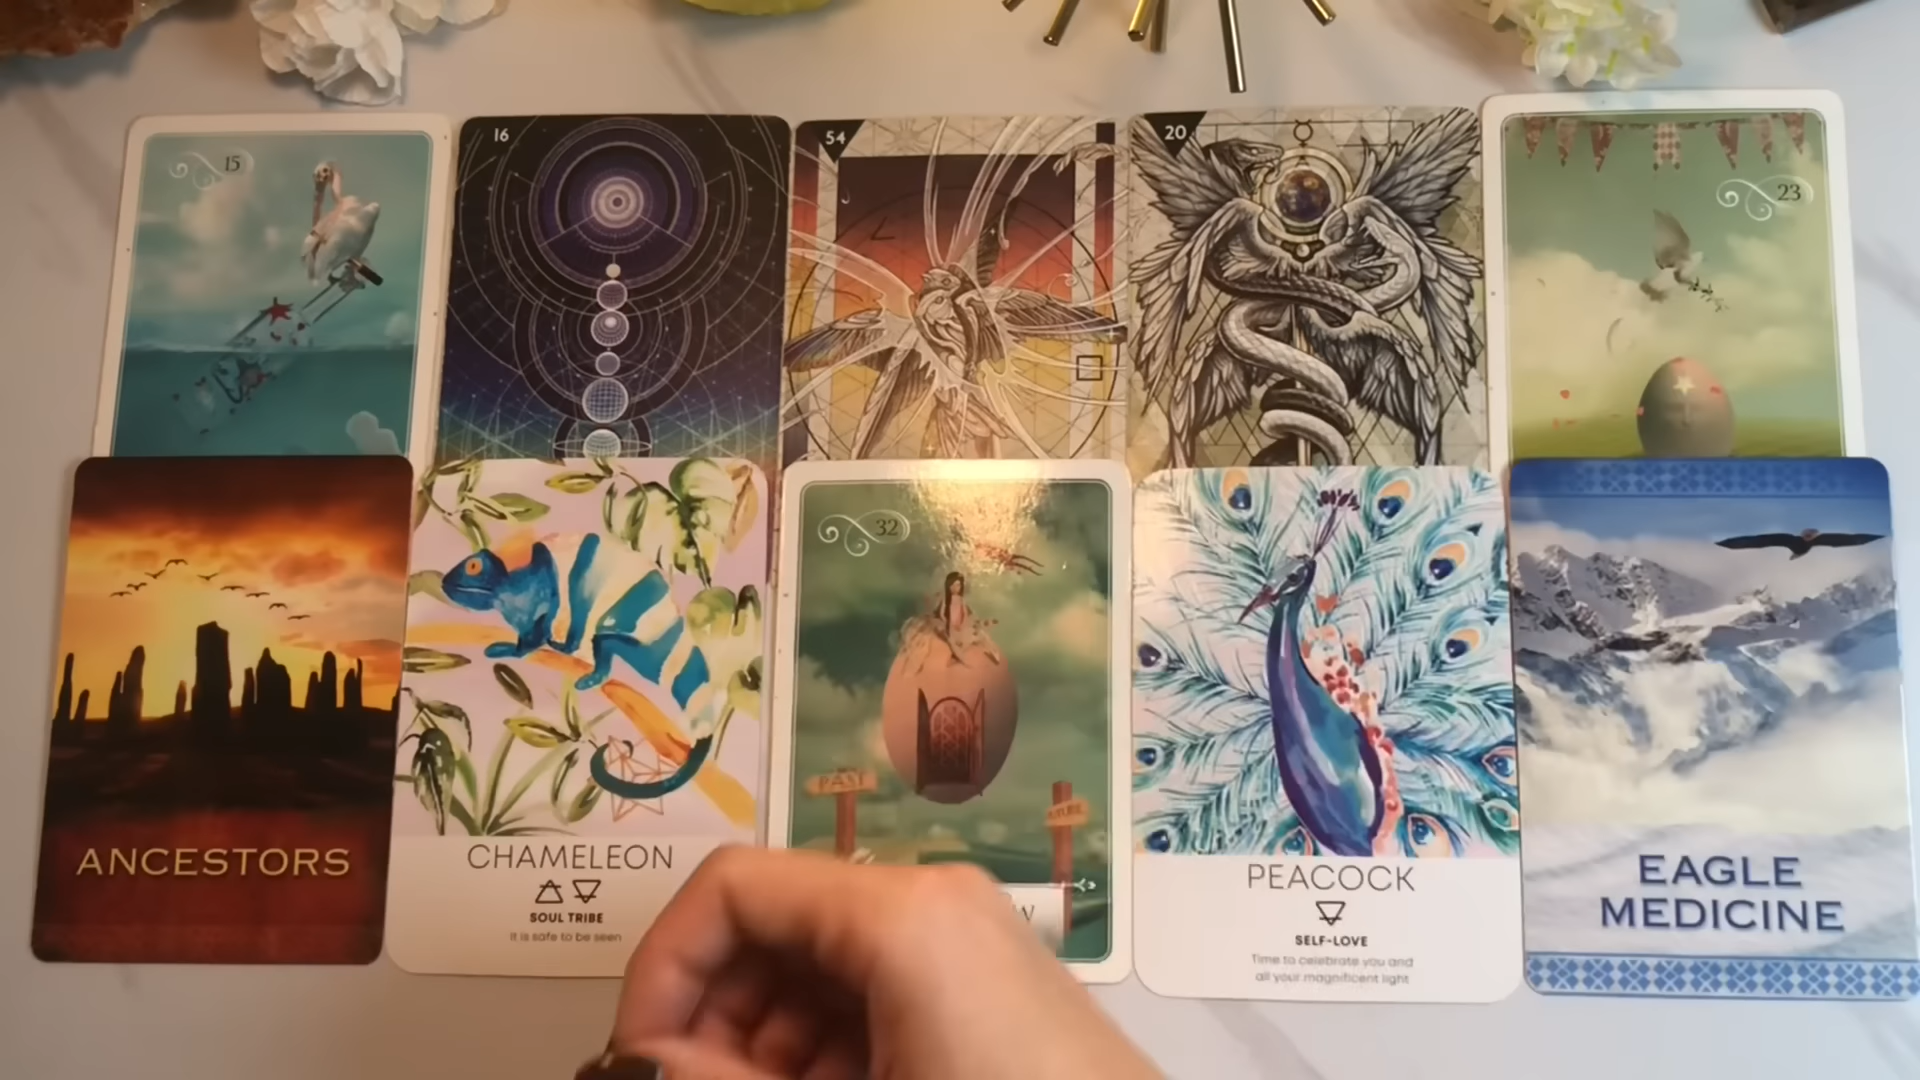 15
16
54
20
23
ANCESTORS
CHAMELEON
SOUL TRIBE
It is safe to be seen
32
PAST
PEACOCK
SELF-LOVE
Time to celebrate you and
all your magnificent light
EAGLE
MEDICINE